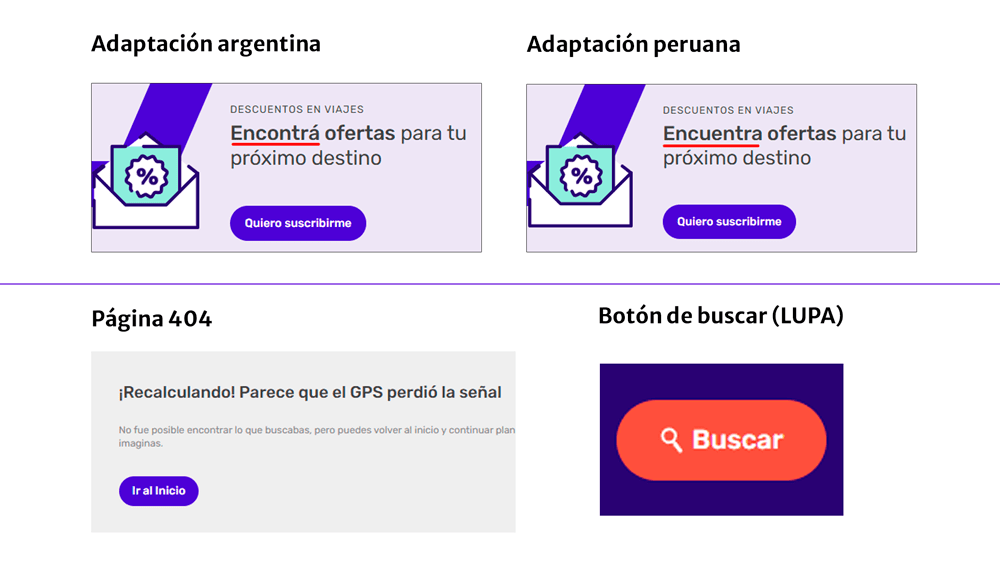 Adaptación argentina
DESCUENTOS EN VIAJES
Encontrá ofertas para tu
próximo destino
%
Quiero suscribirme
Adaptación peruana
DESCUENTOS EN VIAJES
Encuentra ofertas para tu
próximo destino
%
Quiero suscribirme
Página 404
¡Recalculando! Parece que el GPS perdió la señal
No fue posible encontrar lo que buscabas, pero puedes volver al inicio y continuar plan
imaginas.
Ir al Inicio
Botón de buscar (LUPA)
Buscar